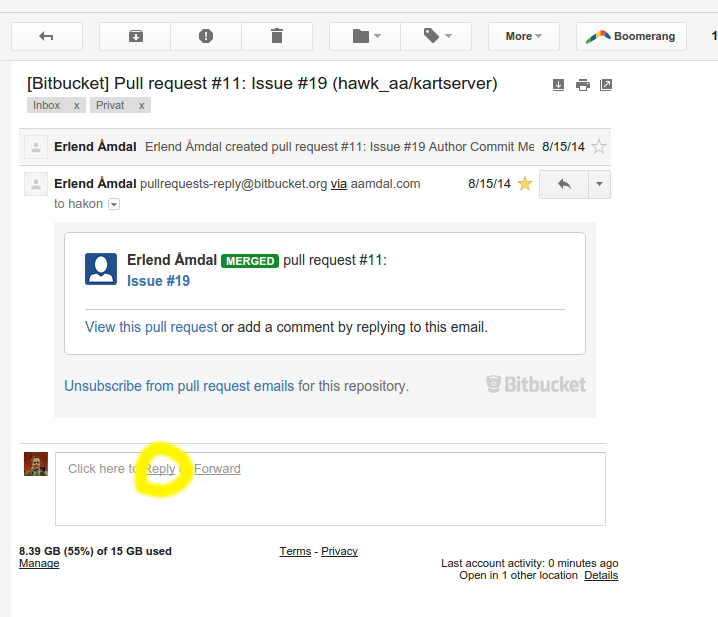 More
Boomerang
1
[Bitbucket] Pull request #11: Issue #19 (hawk_aa/kartserver)
Inbox x Privat x
Erlend Åmdal Erlend Åmdal created pull request #11: Issue #19 Author Commit Me 8/15/14
Erlend Åmdal pullrequests-reply@bitbucket.org via aamdal.com 8/15/14
to hakon
Erlend Åmdal MERGED pull request #11:
Issue #19
View this pull request or add a comment by replying to this email.
Unsubscribe from pull request emails for this repository. Bitbucket
Click here to Reply Forward
8.39 GB (55%) of 15 GB used
Manage
Terms - Privacy
Last account activity: 0 minutes ago
Open in 1 other location Details